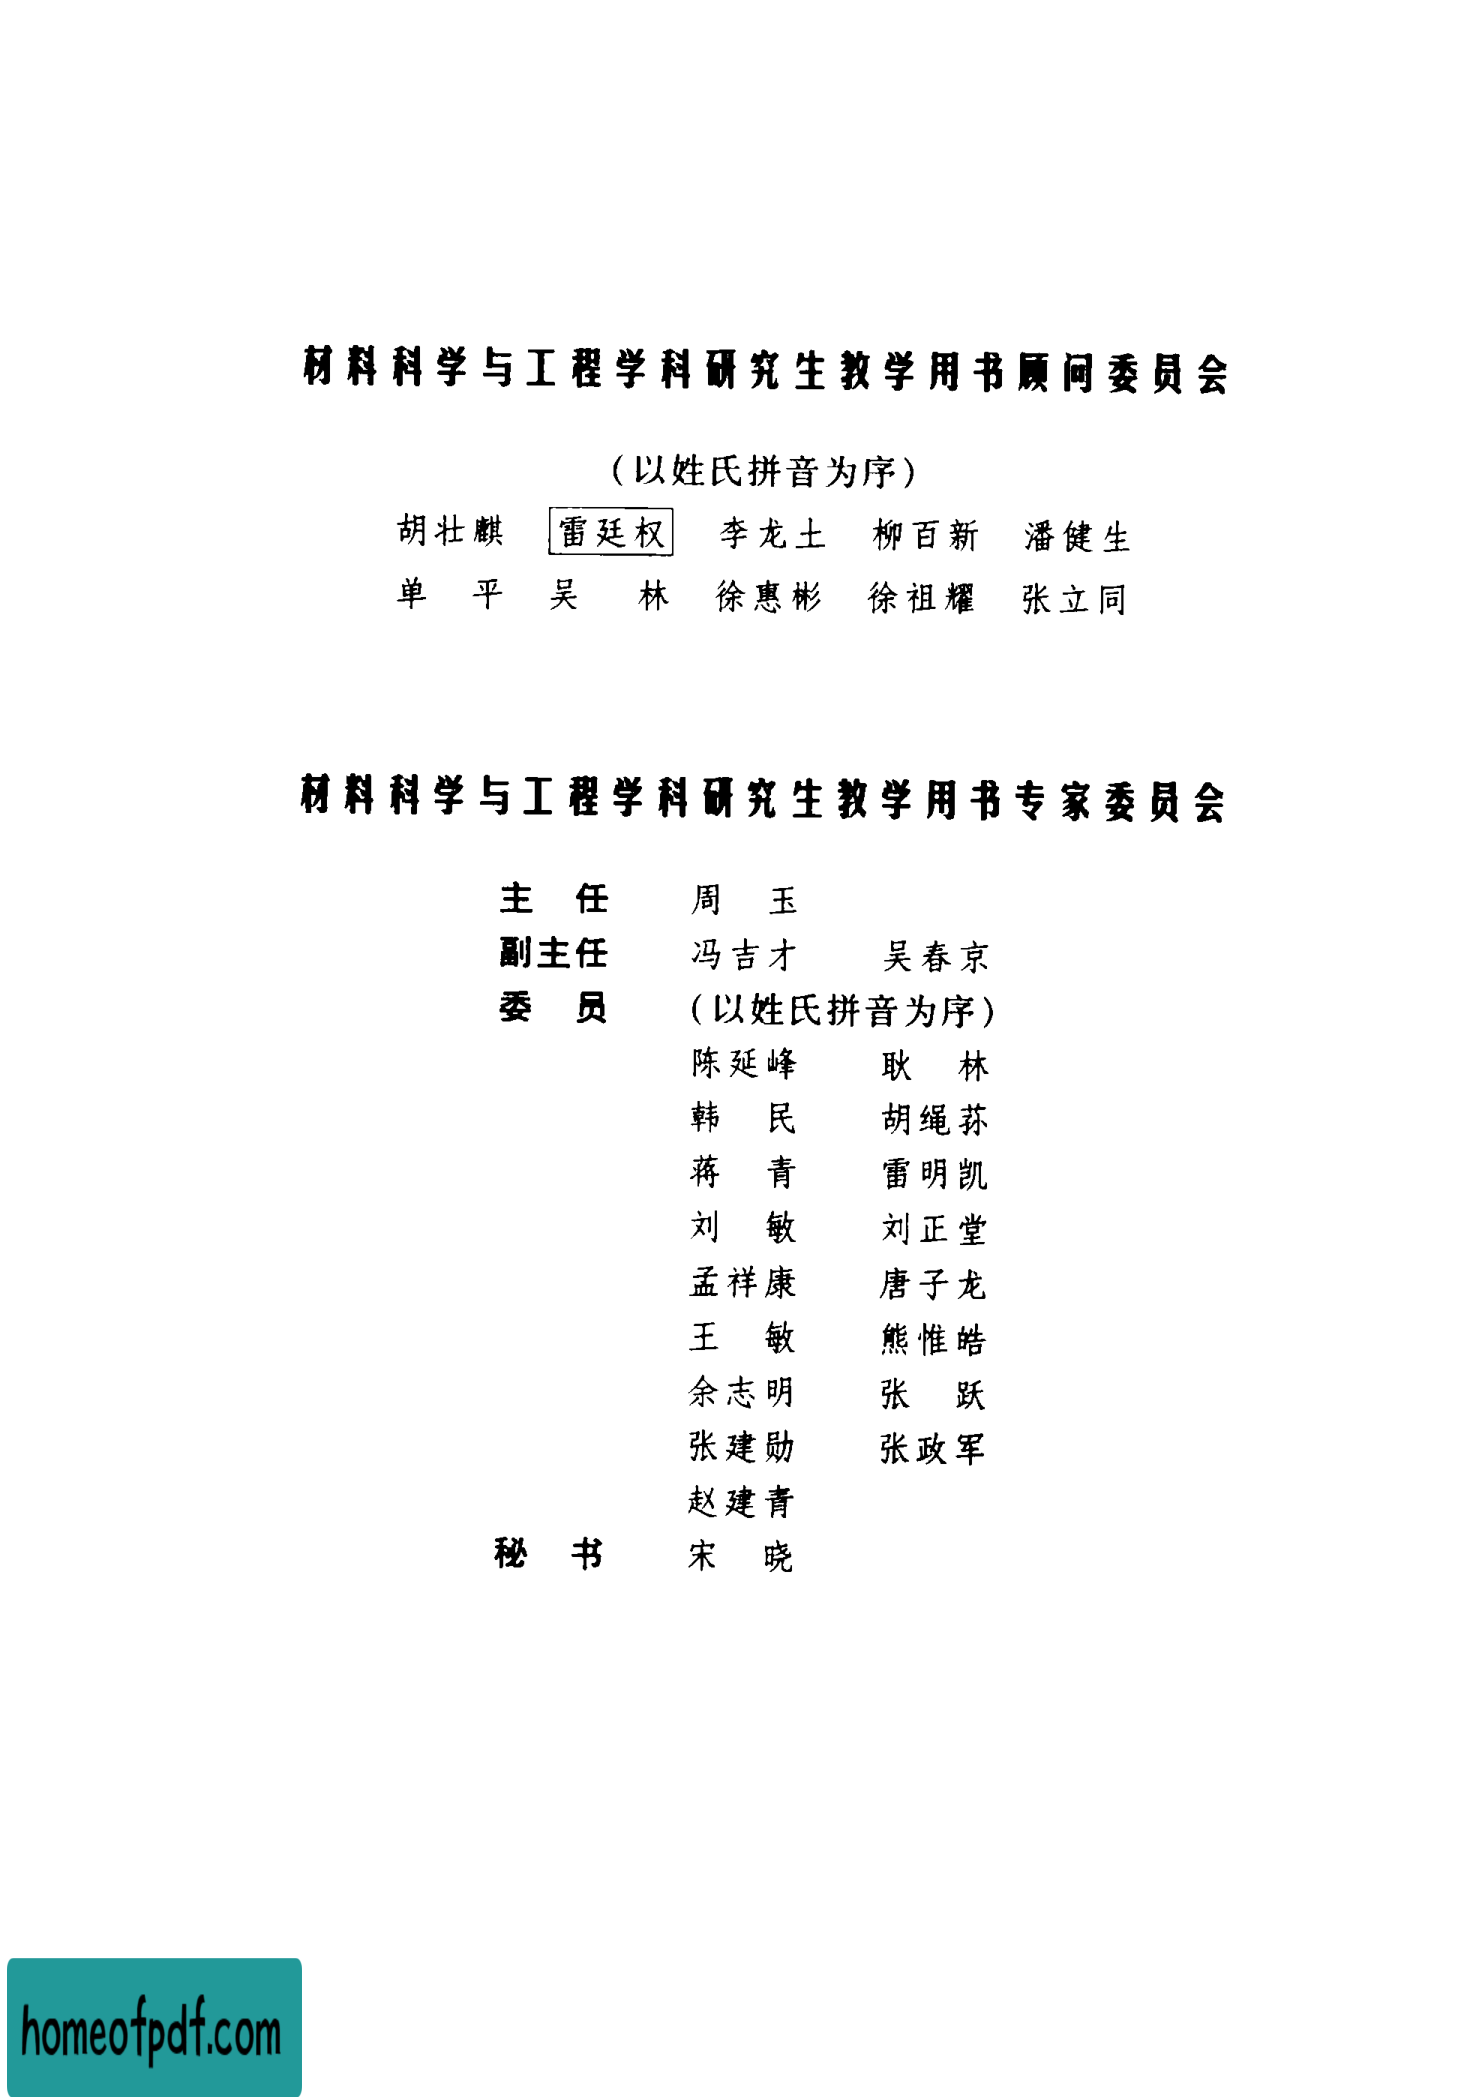 材料科学与工程学科研究生教学用书顾问委员会
（以姓氏拼音为序）
胡壮麒 雷廷权 李龙土 柳百新 潘健生
单 平 吴 林 徐惠彬 徐祖耀 张立同
材料科学与工程学科研究生教学用书专家委员会
主 任 周 玉
副主任 冯吉才 吴春京
委 员 （以姓氏拼音为序）
陈延峰 耿 林
韩 民 胡绳荪
蒋 青 雷明凯
刘 敏 刘正堂
孟祥康 唐子龙
王 敏 熊惟皓
余志明 张 跃
张建勋 张政军
赵建青
秘 书 宋 晓
homeofpdf.com